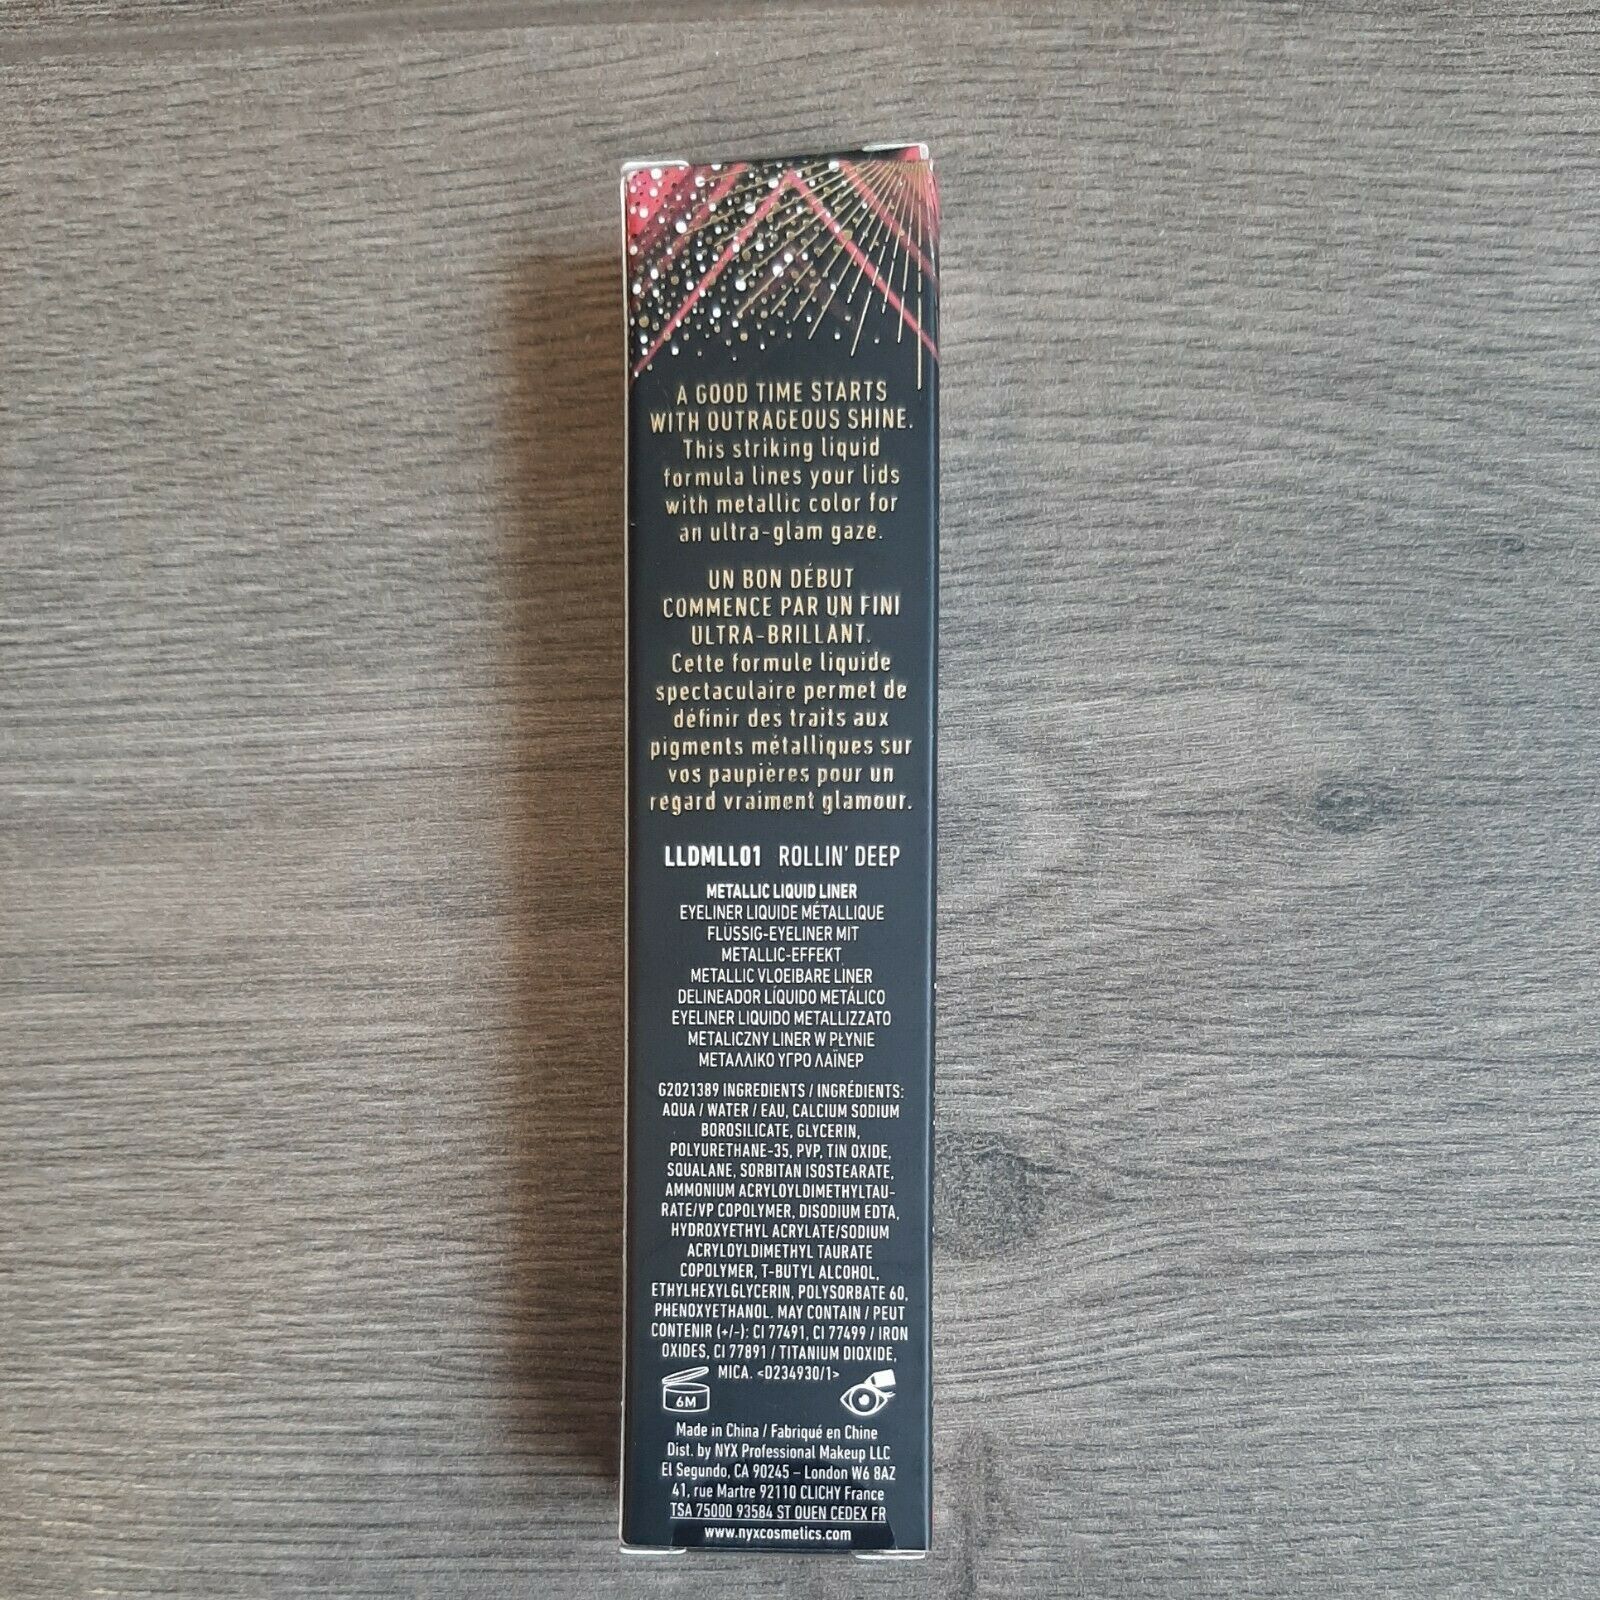 A GOOD TIME STARTS
WITH OUTRAGEOUS SHINE.
This striking liquid
formula lines your lids
with metallic color for
an ultra-glam gaze.
UN BON DÉBUT
COMMENCE PAR UN FINI
ULTRA-BRILLANT.
Cette formule liquide
spectaculaire permet de
définir des traits aux
pigments métalliques sur
vos paupières pour un
regard vraiment glamour.
LLDMLL01 ROLLIN' DEEP
METALLIC LIQUID LINER
EYELINER LIQUIDE MÉTALLIQUE
FLÜSSIG-EYELINER MIT
METALLIC-EFFEKT
METALLIC VLOEIBARE LINER
DELINEADOR LÍQUIDO METÁLICO
EYELINER LIQUIDO METALLIZZATO
METALICZNY LINER W PŁYNIE
ΜΕΤΑΛΛΙΚΟ ΥΓΡΟ ΛΑΪΝΕΡ
G2021389 INGREDIENTS / INGRÉDIENTS:
AQUA / WATER / EAU, CALCIUM SODIUM
BOROSILICATE, GLYCERIN,
POLYURETHANE-35, PVP, TIN OXIDE,
SQUALANE, SORBITAN ISOSTEARATE,
AMMONIUM ACRYLOYLDIMETHYLTAU-
RATE/VP COPOLYMER, DISODIUM EDTA,
HYDROXYETHYL ACRYLATE/SODIUM
ACRYLOYLDIMETHYL TAURATE
COPOLYMER, T-BUTYL ALCOHOL,
ETHYLHEXYLGLYCERIN, POLYSORBATE 60,
PHENOXYETHANOL. MAY CONTAIN / PEUT
CONTENIR (+/-): CI 77491, CI 77499 / IRON
OXIDES, CI 77891 / TITANIUM DIOXIDE,
MICA. <D234930/1>
6M
Made in China / Fabriqué en Chine
Dist. by NYX Professional Makeup LLC
El Segundo, CA 90245 – London W6 8AZ
41, rue Martre 92110 CLICHY France
TSA 75000 93584 ST OUEN CEDEX FR
www.nyxcosmetics.com